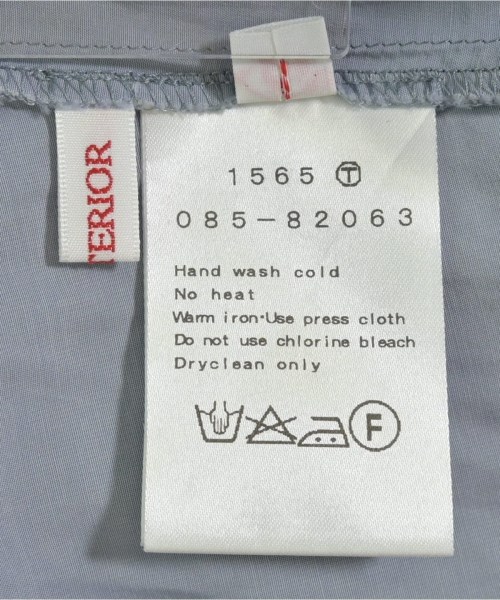 TERIOR
1565 Ⓣ
085-82063
Hand wash cold
No heat
Warm iron·Use press cloth
Do not use chlorine bleach
Dryclean only
F